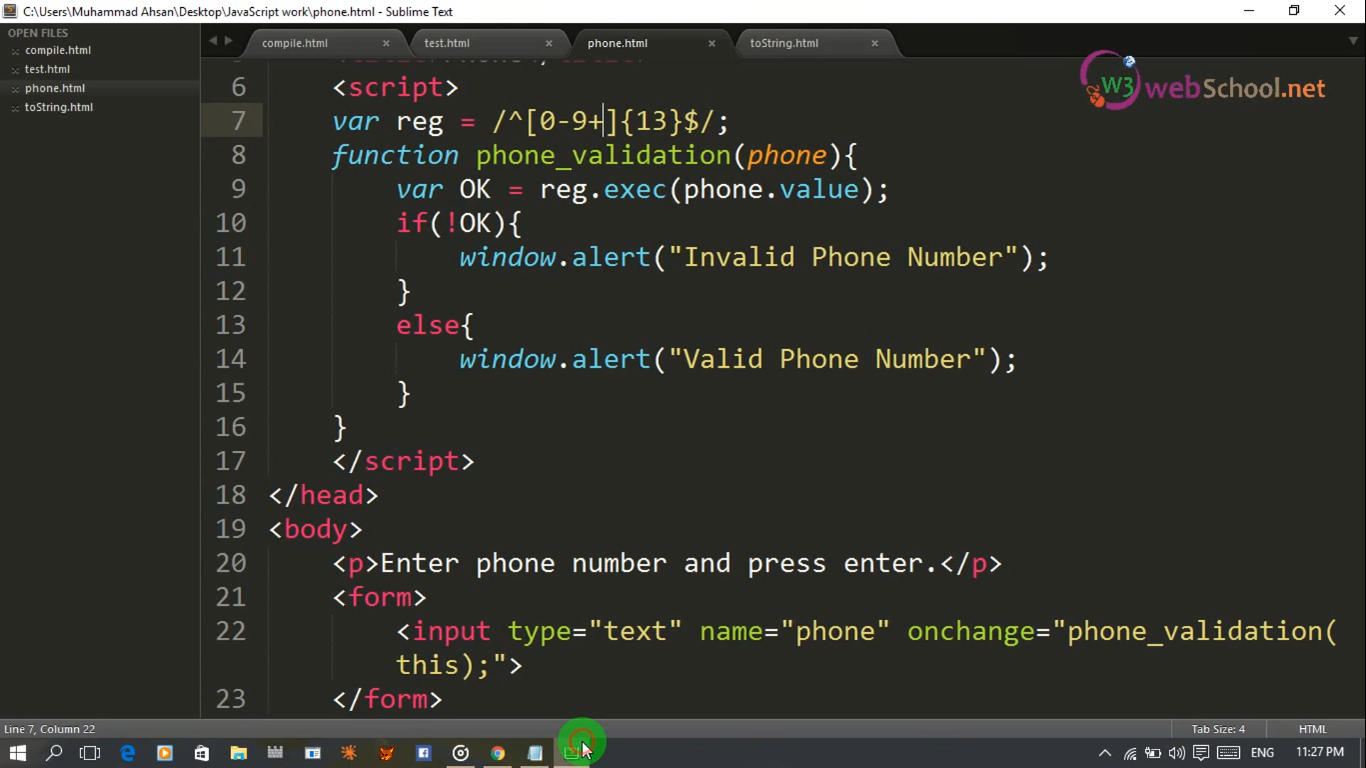 C:\Users\Muhammad Ahsan\Desktop\JavaScript work\phone.html - Sublime Text
OPEN FILES
compile.html
test.html
phone.html
toString.html
compile.html test.html phone.html toString.html
W3 webSchool.net
6 <script>
7 var reg = /^[0-9+]{13}$/;
8 function phone_validation(phone){
9 var OK = reg.exec(phone.value);
10 if(!OK){
11 window.alert("Invalid Phone Number");
12 }
13 else{
14 window.alert("Valid Phone Number");
15 }
16 }
17 </script>
18 </head>
19 <body>
20 <p>Enter phone number and press enter.</p>
21 <form>
22 <input type="text" name="phone" onchange="phone_validation(
this);">
23 </form>
Line 7, Column 22 Tab Size: 4 HTML
ENG 11:27 PM